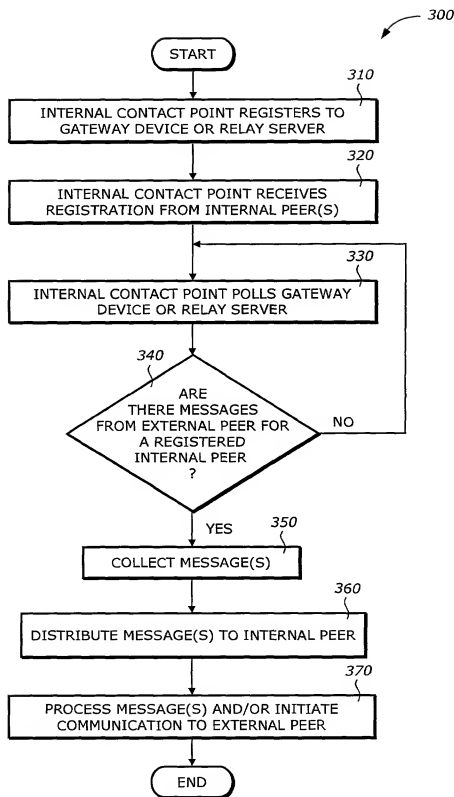 300
START
310
INTERNAL CONTACT POINT REGISTERS TO
GATEWAY DEVICE OR RELAY SERVER
320
INTERNAL CONTACT POINT RECEIVES
REGISTRATION FROM INTERNAL PEER(S)
330
INTERNAL CONTACT POINT POLLS GATEWAY
DEVICE OR RELAY SERVER
340
ARE
THERE MESSAGES
FROM EXTERNAL PEER FOR
A REGISTERED
INTERNAL PEER
?
NO
YES
350
COLLECT MESSAGE(S)
360
DISTRIBUTE MESSAGE(S) TO INTERNAL PEER
370
PROCESS MESSAGE(S) AND/OR INITIATE
COMMUNICATION TO EXTERNAL PEER
END